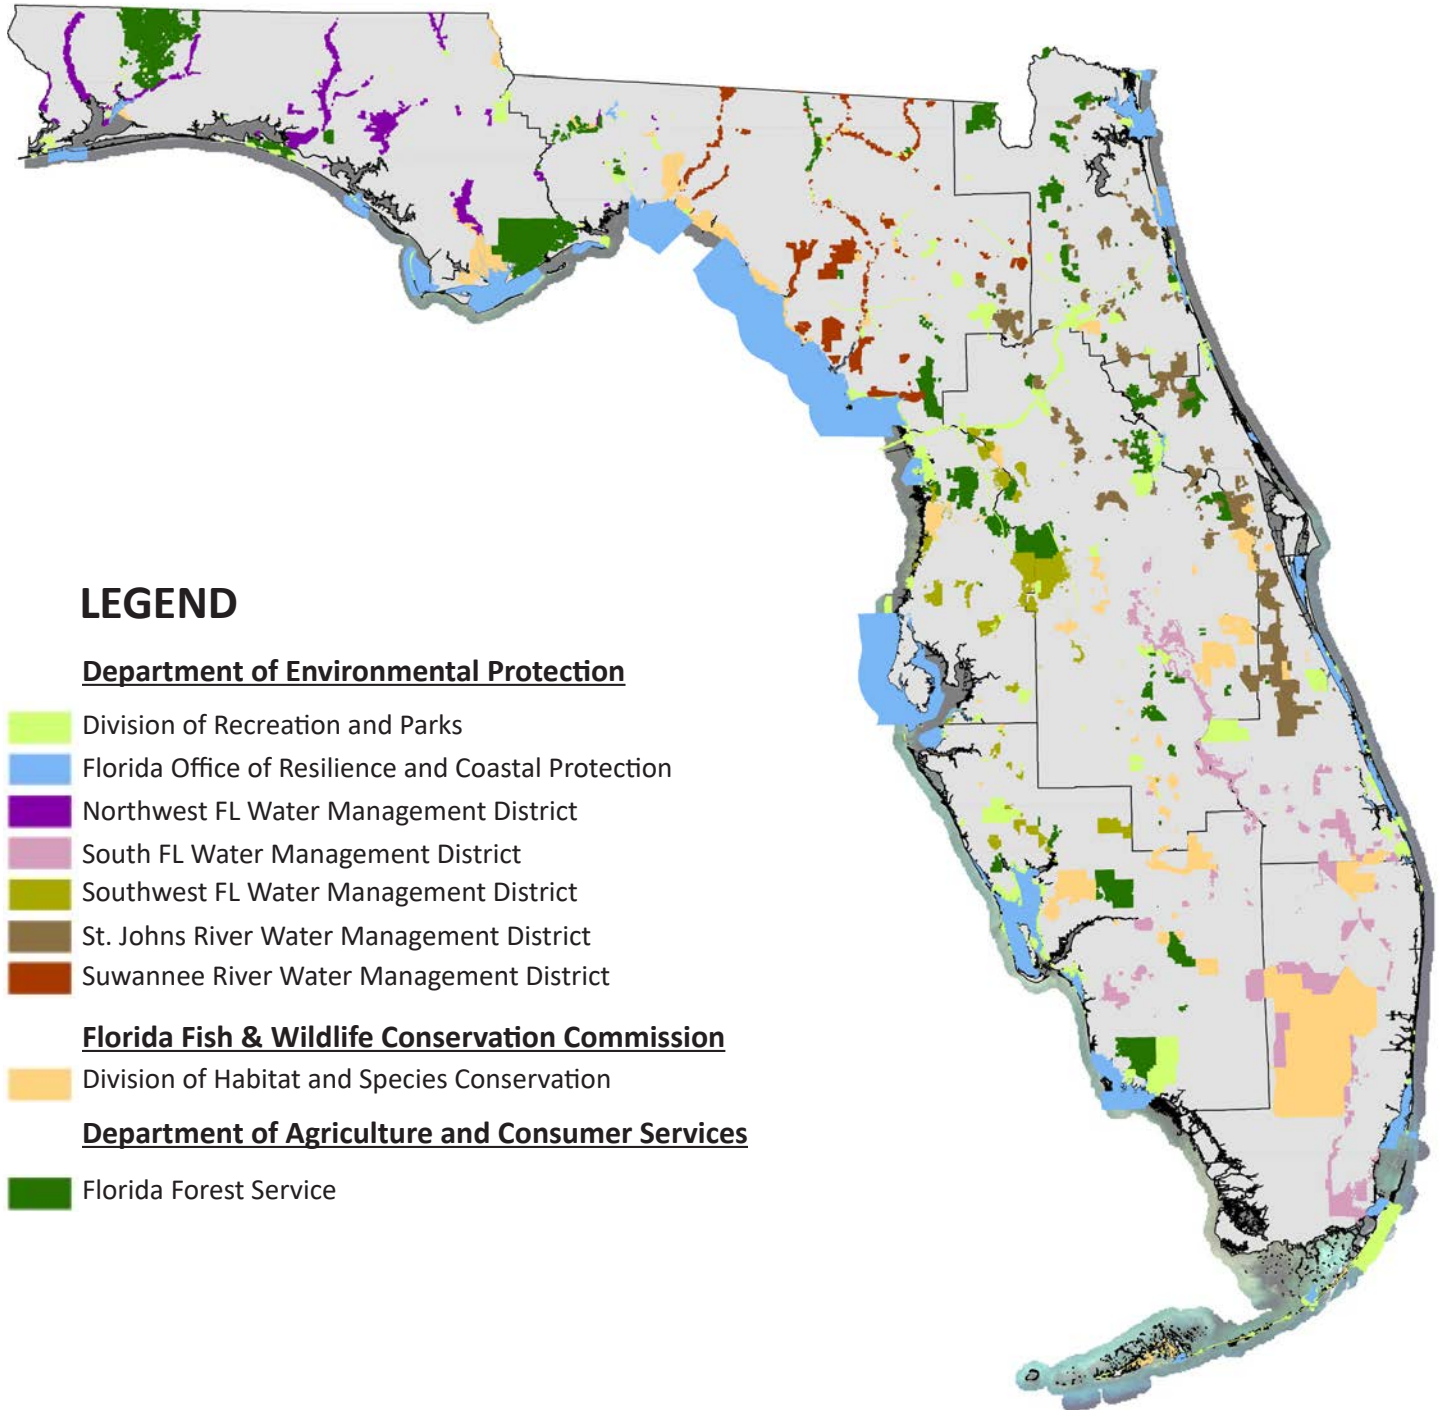 LEGEND
Department of Environmental Protection
Division of Recreation and Parks
Florida Office of Resilience and Coastal Protection
Northwest FL Water Management District
South FL Water Management District
Southwest FL Water Management District
St. Johns River Water Management District
Suwannee River Water Management District
Florida Fish & Wildlife Conservation Commission
Division of Habitat and Species Conservation
Department of Agriculture and Consumer Services
Florida Forest Service